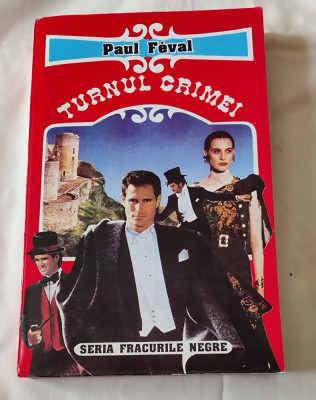 Paul Féval
TURNUL CRIMEI
SERIA FRACURILE NEGRE